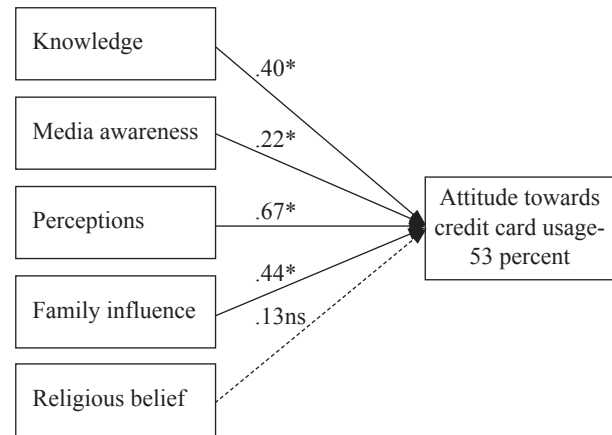 Knowledge
.40*
Media awareness
.22*
Perceptions
.67*
Attitude towards
credit card usage-
53 percent
Family influence
.44*
.13ns
Religious belief